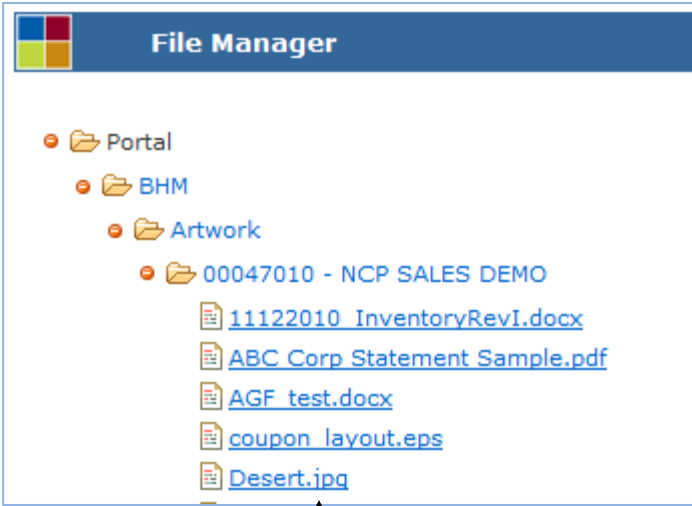 File Manager
Portal
BHM
Artwork
00047010 - NCP SALES DEMO
11122010_InventoryRevI.docx
ABC Corp Statement Sample.pdf
AGF_test.docx
coupon_layout.eps
Desert.jpg